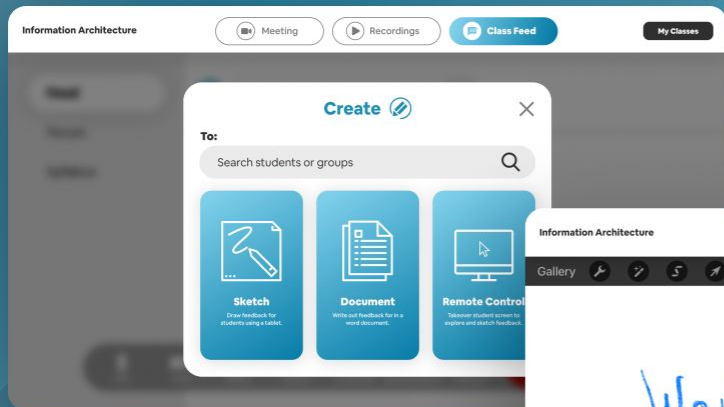 Information Architecture
Meeting
Recordings
Class Feed
My Classes
Create
To:
Search students or groups
Sketch
Draw feedback for
students using a tablet.
Document
Write out feedback for in a
word document.
Remote Control
Takeover student screen to
explore and sketch feedback.
Information Architecture
Gallery